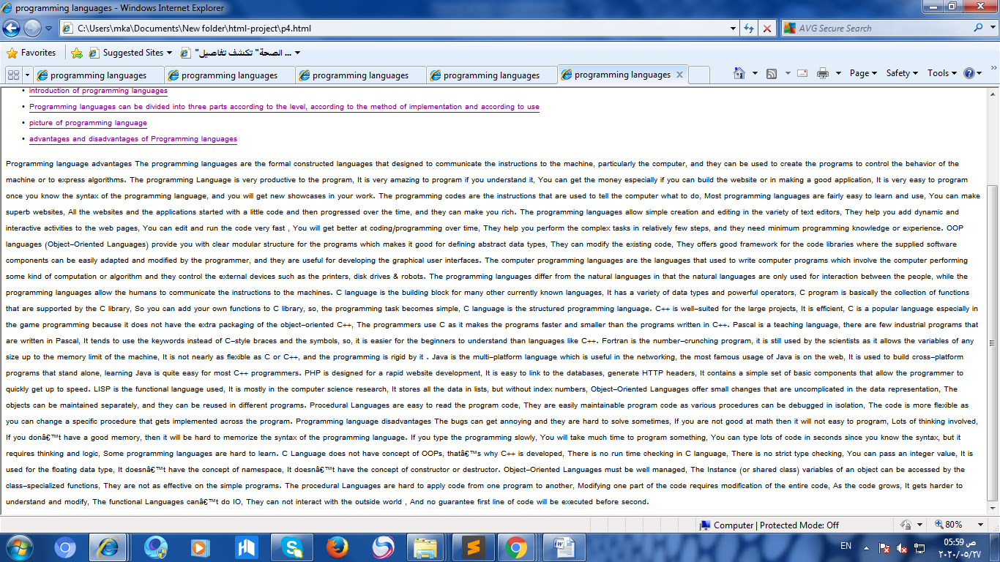 programming languages - Windows Internet Explorer
C:\Users\mka\Documents\New folder\html-project\p4.html
AVG Secure Search
Favorites
Suggested Sites
... الصحة" تكشف تفاصيل"
programming languages
programming languages
programming languages
programming languages
programming languages
Page
Safety
Tools
• introduction of programming languages
• Programming languages can be divided into three parts according to the level, according to the method of implementation and according to use
• picture of programming language
• advantages and disadvantages of Programming languages
Programming language advantages The programming languages are the formal constructed languages that designed to communicate the instructions to the machine, particularly the computer, and they can be used to create the programs to control the behavior of the
machine or to express algorithms. The programming Language is very productive to the program, It is very amazing to program if you understand it, You can get the money especially if you can build the website or in making a good application, It is very easy to program
once you know the syntax of the programming language, and you will get new showcases in your work. The programming codes are the instructions that are used to tell the computer what to do, Most programming languages are fairly easy to learn and use, You can make
superb websites, All the websites and the applications started with a little code and then progressed over the time, and they can make you rich. The programming languages allow simple creation and editing in the variety of text editors, They help you add dynamic and
interactive activities to the web pages, You can edit and run the code very fast , You will get better at coding/programming over time, They help you perform the complex tasks in relatively few steps, and they need minimum programming knowledge or experience. OOP
languages (Object-Oriented Languages) provide you with clear modular structure for the programs which makes it good for defining abstract data types, They can modify the existing code, They offers good framework for the code libraries where the supplied software
components can be easily adapted and modified by the programmer, and they are useful for developing the graphical user interfaces. The computer programming languages are the languages that used to write computer programs which involve the computer performing
some kind of computation or algorithm and they control the external devices such as the printers, disk drives & robots. The programming languages differ from the natural languages in that the natural languages are only used for interaction between the people, while the
programming languages allow the humans to communicate the instructions to the machines. C language is the building block for many other currently known languages, It has a variety of data types and powerful operators, C program is basically the collection of functions
that are supported by the C library, So you can add your own functions to C library, so, the programming task becomes simple, C language is the structured programming language. C++ is well-suited for the large projects, It is efficient, C is a popular language especially in
the game programming because it does not have the extra packaging of the object-oriented C++, The programmers use C as it makes the programs faster and smaller than the programs written in C++. Pascal is a teaching language, there are few industrial programs that
are written in Pascal, It tends to use the keywords instead of C-style braces and the symbols, so, it is easier for the beginners to understand than languages like C++. Fortran is the number-crunching program, it is still used by the scientists as it allows the variables of any
size up to the memory limit of the machine, It is not nearly as flexible as C or C++, and the programming is rigid by it . Java is the multi-platform language which is useful in the networking, the most famous usage of Java is on the web, It is used to build cross-platform
programs that stand alone, learning Java is quite easy for most C++ programmers. PHP is designed for a rapid website development, It is easy to link to the databases, generate HTTP headers, It contains a simple set of basic components that allow the programmer to
quickly get up to speed. LISP is the functional language used, It is mostly in the computer science research, It stores all the data in lists, but without index numbers, Object-Oriented Languages offer small changes that are uncomplicated in the data representation, The
objects can be maintained separately, and they can be reused in different programs. Procedural Languages are easy to read the program code, They are easily maintainable program code as various procedures can be debugged in isolation, The code is more flexible as
you can change a specific procedure that gets implemented across the program. Programming language disadvantages The bugs can get annoying and they are hard to solve sometimes, If you are not good at math then it will not easy to program, Lots of thinking involved,
If you donâ€™t have a good memory, then it will be hard to memorize the syntax of the programming language. If you type the programming slowly, You will take much time to program something, You can type lots of code in seconds since you know the syntax, but it
requires thinking and logic, Some programming languages are hard to learn. C Language does not have concept of OOPs, thatâ€™s why C++ is developed, There is no run time checking in C language, There is no strict type checking, You can pass an integer value, It is
used for the floating data type, It doesnâ€™t have the concept of namespace, It doesnâ€™t have the concept of constructor or destructor. Object-Oriented Languages must be well managed, The Instance (or shared class) variables of an object can be accessed by the
class-specialized functions, They are not as effective on the simple programs. The procedural Languages are hard to apply code from one program to another, Modifying one part of the code requires modification of the entire code, As the code grows, It gets harder to
understand and modify, The functional Languages canâ€™t do IO, They can not interact with the outside world , And no guarantee first line of code will be executed before second.
Computer | Protected Mode: Off
80%
EN
05:59 ص
٢٠٢٠/٠٥/٢٧